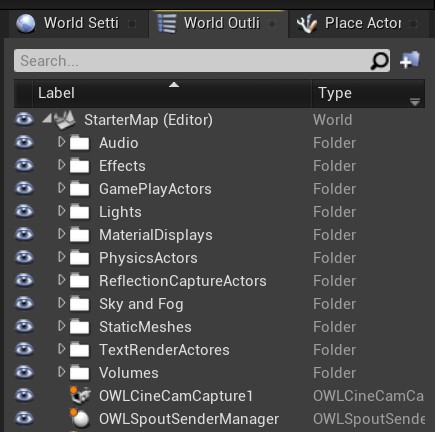 World Setti World Outli Place Actor
Search...
Label Type
StarterMap (Editor) World
Audio Folder
Effects Folder
GamePlayActors Folder
Lights Folder
MaterialDisplays Folder
PhysicsActors Folder
ReflectionCaptureActors Folder
Sky and Fog Folder
StaticMeshes Folder
TextRenderActores Folder
Volumes Folder
OWLCineCamCapture1 OWLCineCamCa
OWLSpoutSenderManager OWLSpoutSende